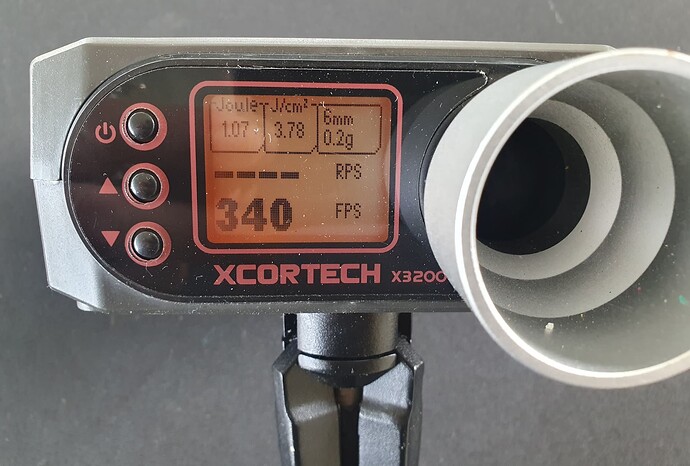 Joule J/cm²
1.07 3.78 6mm
0.2g
---- RPS
340 FPS
XCORTECH X3200